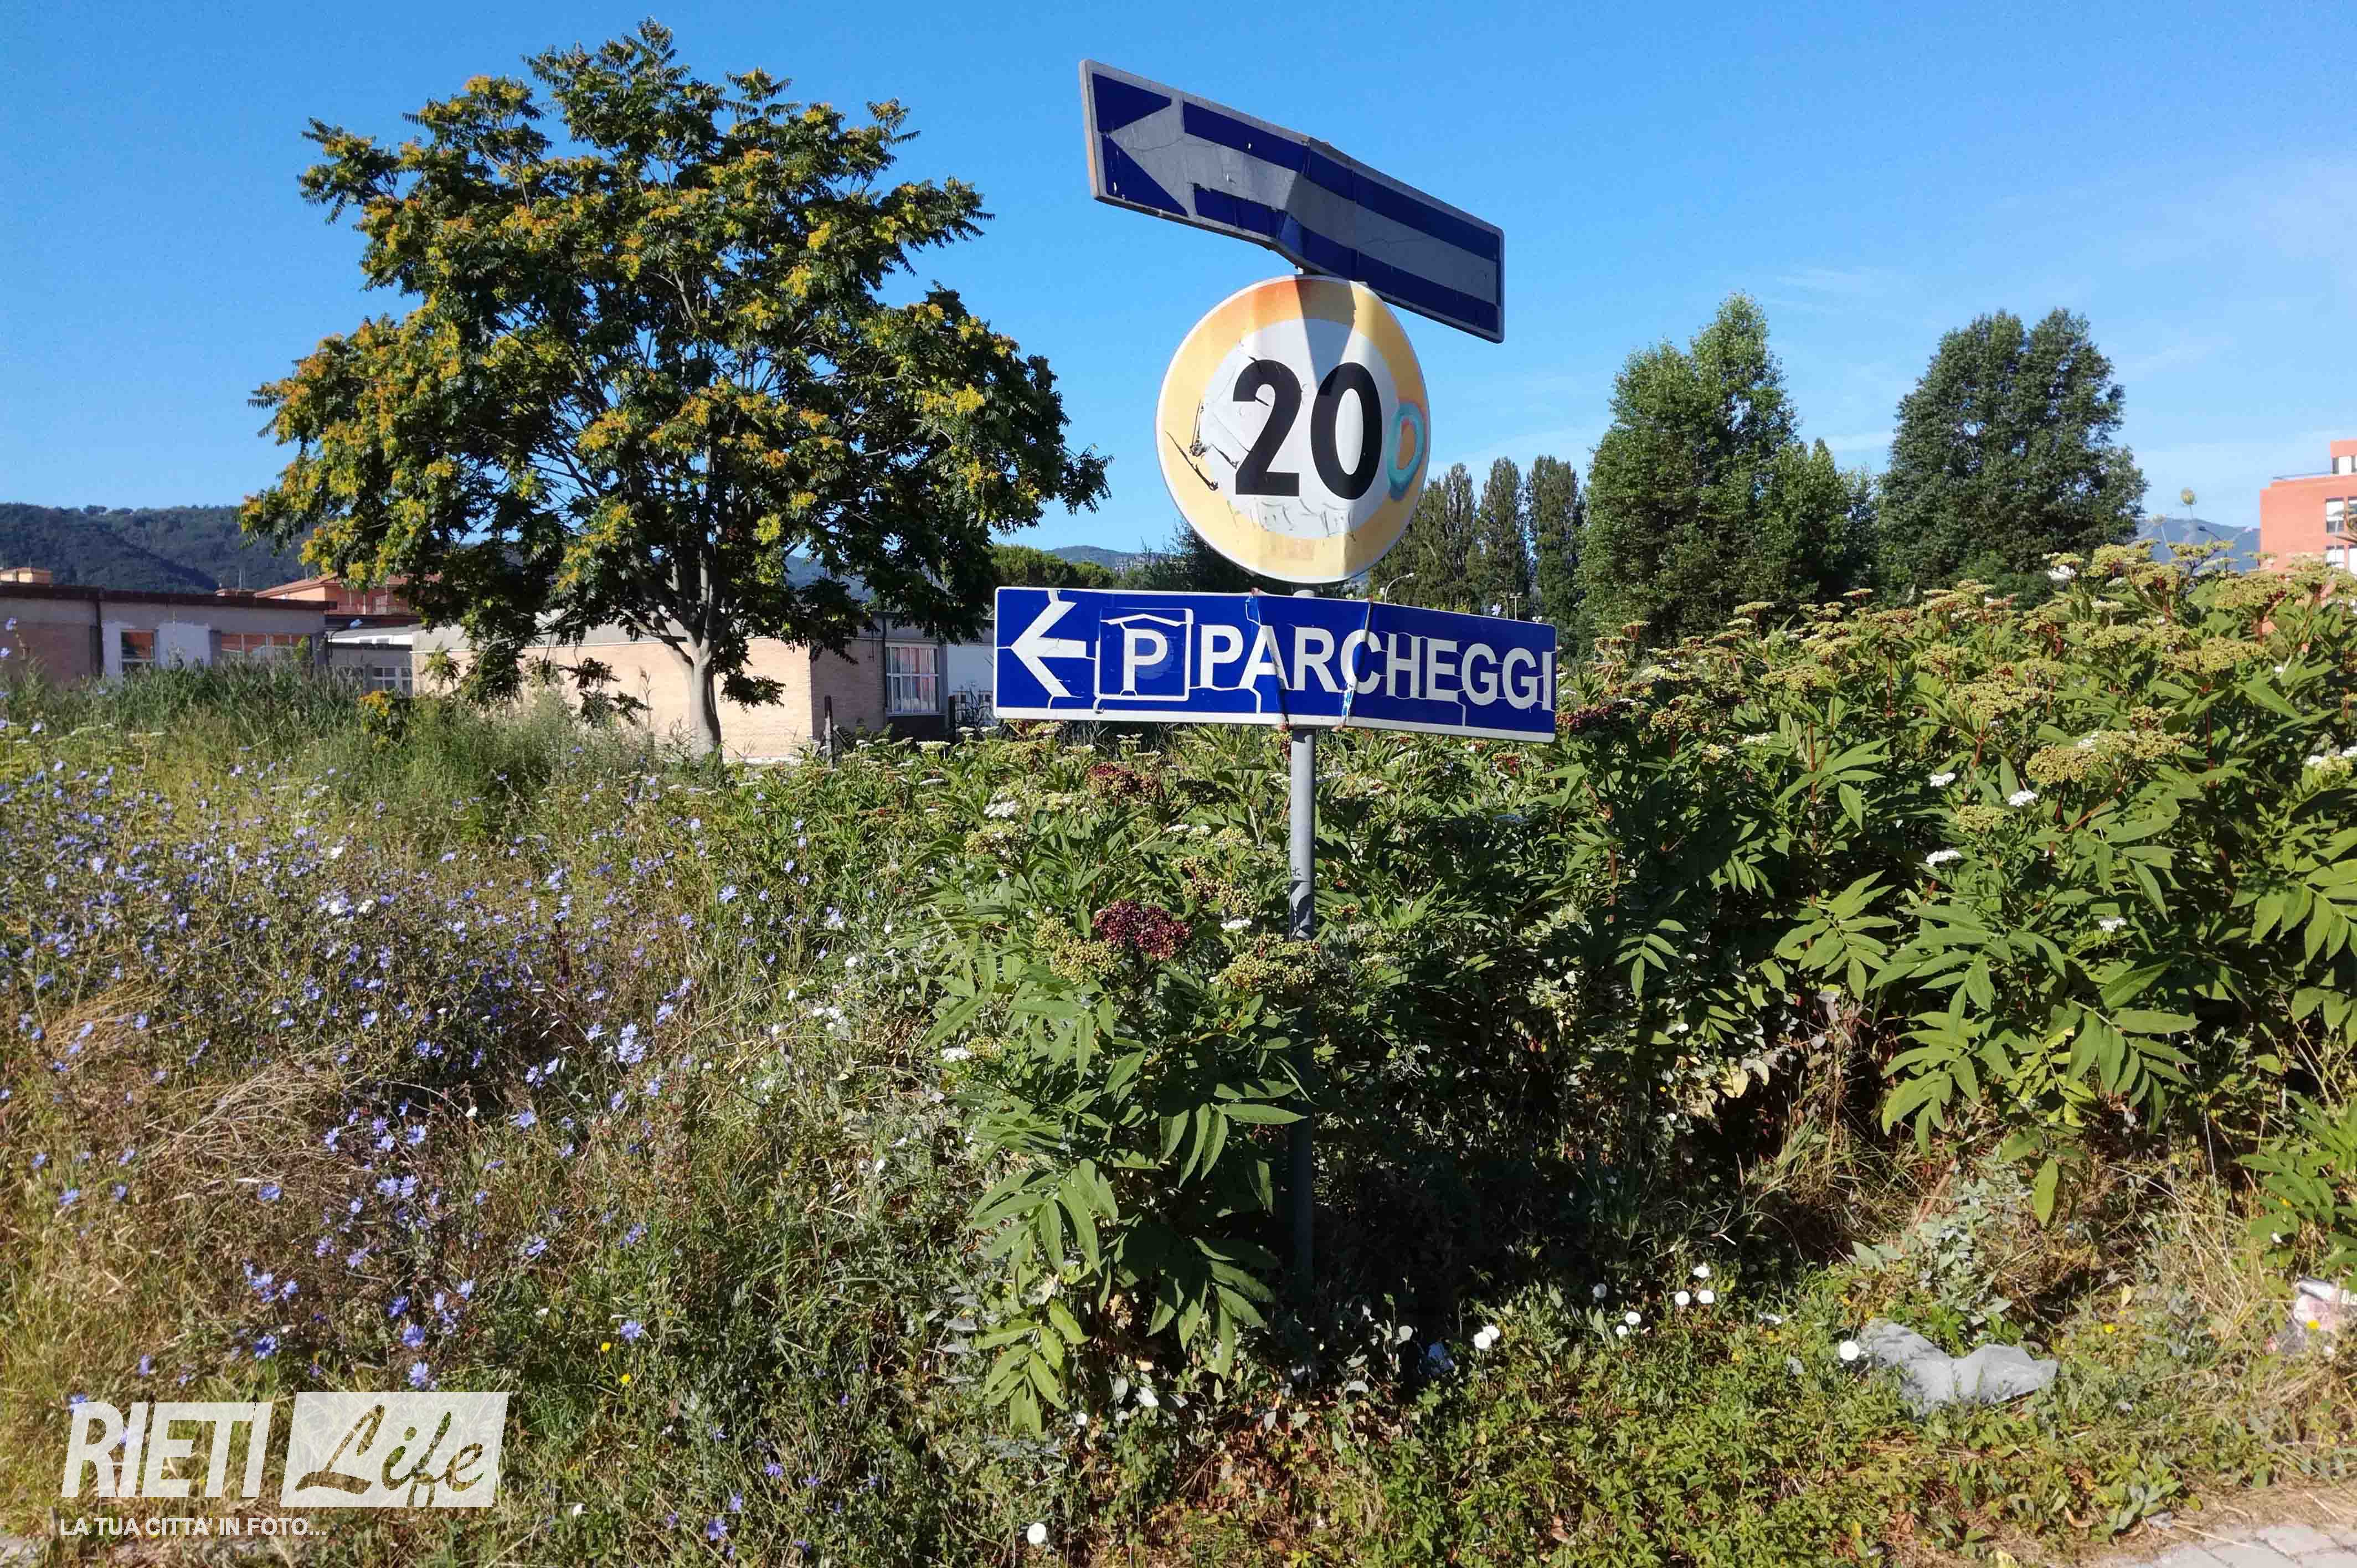 20
P PARCHEGGI
RIETI Life
LA TUA CITTA' IN FOTO...